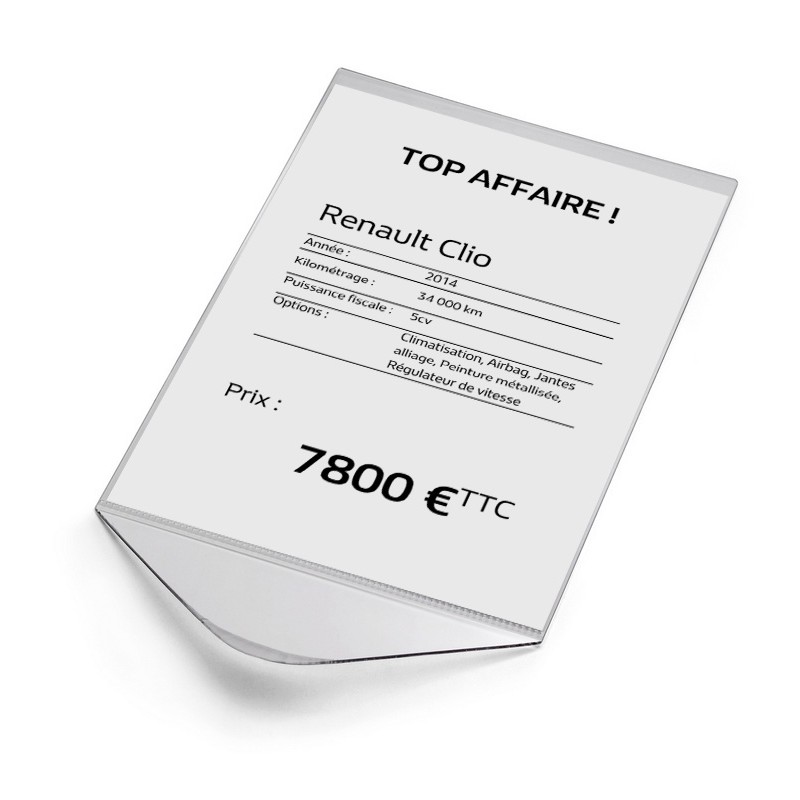 TOP AFFAIRE !
Renault Clio
Année : 2014
Kilométrage : 34 000 km
Puissance fiscale : 5cv
Options : Climatisation, Airbag, Jantes
alliage, Peinture métallisée,
Régulateur de vitesse
Prix :
7800 € TTC